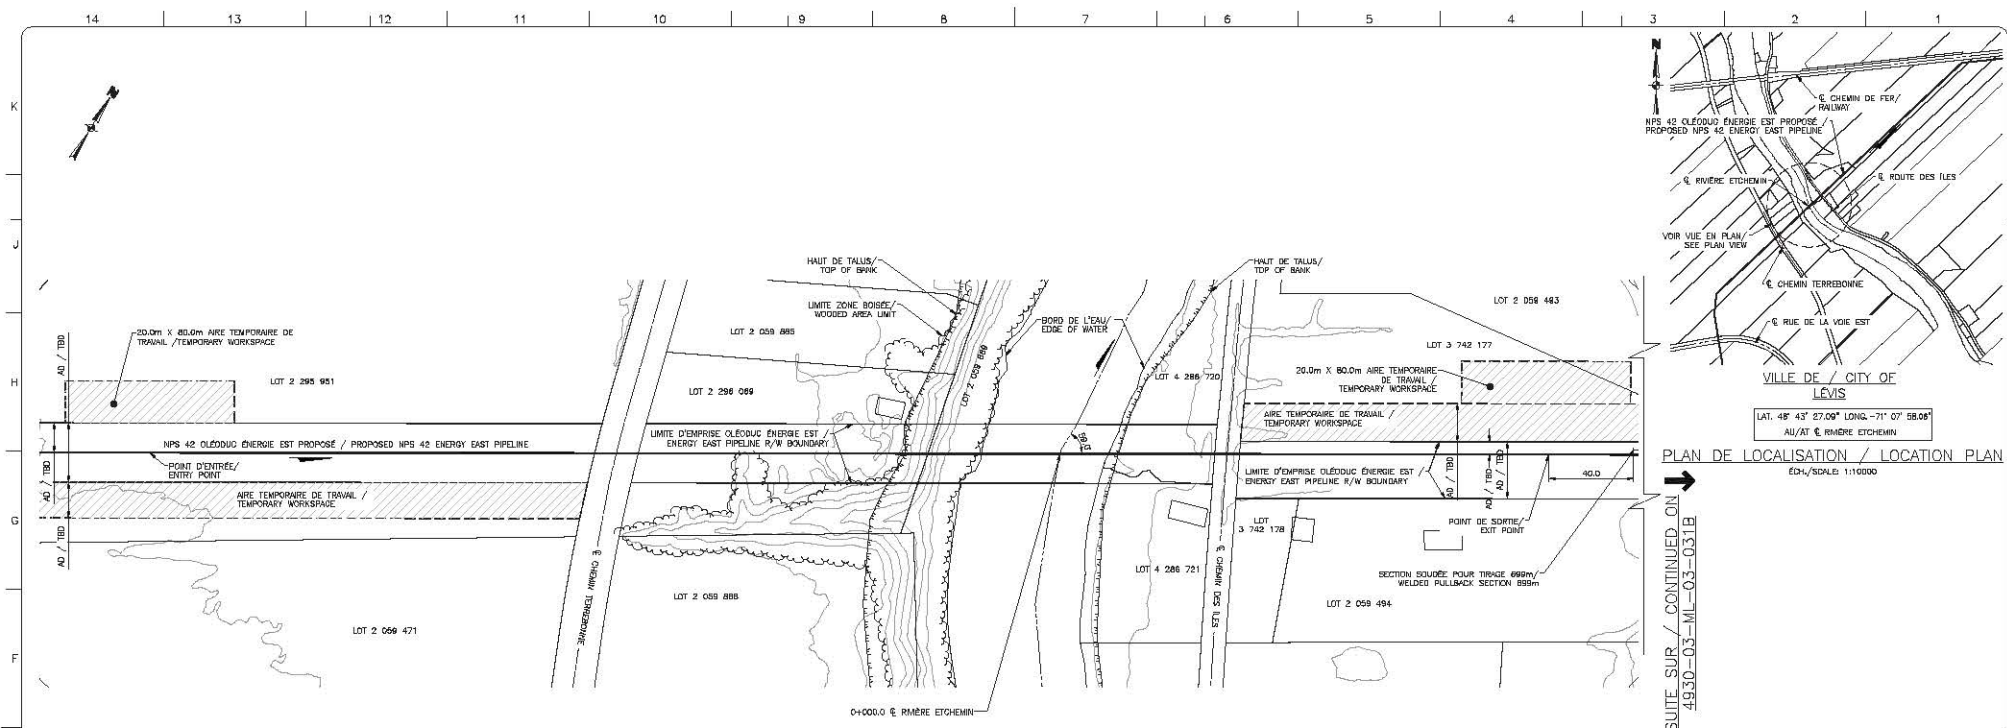 14 13 12 11 10 9 8 7 6 5 4 3 2 1
K
J
H
G
F
N
N
℄ CHEMIN DE FER/
RAILWAY
NPS 42 OLÉODUC ÉNERGIE EST PROPOSÉ /
PROPOSED NPS 42 ENERGY EAST PIPELINE
℄ RIVIÈRE ETCHEMIN
℄ ROUTE DES ÎLES
VOIR VUE EN PLAN/
SEE PLAN VIEW
℄ CHEMIN TERREBONNE
℄ RUE DE LA VOIE EST
VILLE DE / CITY OF
LÉVIS
LAT. 46° 43' 27.09" LONG. -71° 07' 58.06"
AU/AT ℄ RIVIÈRE ETCHEMIN
PLAN DE LOCALISATION / LOCATION PLAN
ÉCH./SCALE: 1:10000
SUITE SUR / CONTINUED ON
4930-03-ML-03-031B
HAUT DE TALUS/
TOP OF BANK
LIMITE ZONE BOISÉE/
WOODED AREA LIMIT
BORD DE L'EAU/
EDGE OF WATER
HAUT DE TALUS/
TOP OF BANK
LOT 2 059 493
20.0m X 80.0m AIRE TEMPORAIRE DE
TRAVAIL /TEMPORARY WORKSPACE
AD / TBD
LOT 2 295 951
LOT 2 059 885
LOT 2 296 069
LOT 2 059 889
LOT 4 286 720
LOT 3 742 177
20.0m X 80.0m AIRE TEMPORAIRE
DE TRAVAIL /
TEMPORARY WORKSPACE
AIRE TEMPORAIRE DE TRAVAIL /
TEMPORARY WORKSPACE
NPS 42 OLÉODUC ÉNERGIE EST PROPOSÉ / PROPOSED NPS 42 ENERGY EAST PIPELINE
LIMITE D'EMPRISE OLÉODUC ÉNERGIE EST /
ENERGY EAST PIPELINE R/W BOUNDARY
POINT D'ENTRÉE/
ENTRY POINT
AD / TBD
AIRE TEMPORAIRE DE TRAVAIL /
TEMPORARY WORKSPACE
AD / TBD
LIMITE D'EMPRISE OLÉODUC ÉNERGIE EST /
ENERGY EAST PIPELINE R/W BOUNDARY
AD / TBD
AD / TBD
AD / TBD
40.0
POINT DE SORTIE/
EXIT POINT
LOT
3 742 178
SECTION SOUDÉE POUR TIRAGE 699m/
WELDED PULLBACK SECTION 699m
LOT 4 286 721
LOT 2 059 494
℄ CHEMIN TERREBONNE
℄ CHEMIN DES ILES
LOT 2 059 888
LOT 2 059 471
0+000.0 ℄ RIVIÈRE ETCHEMIN